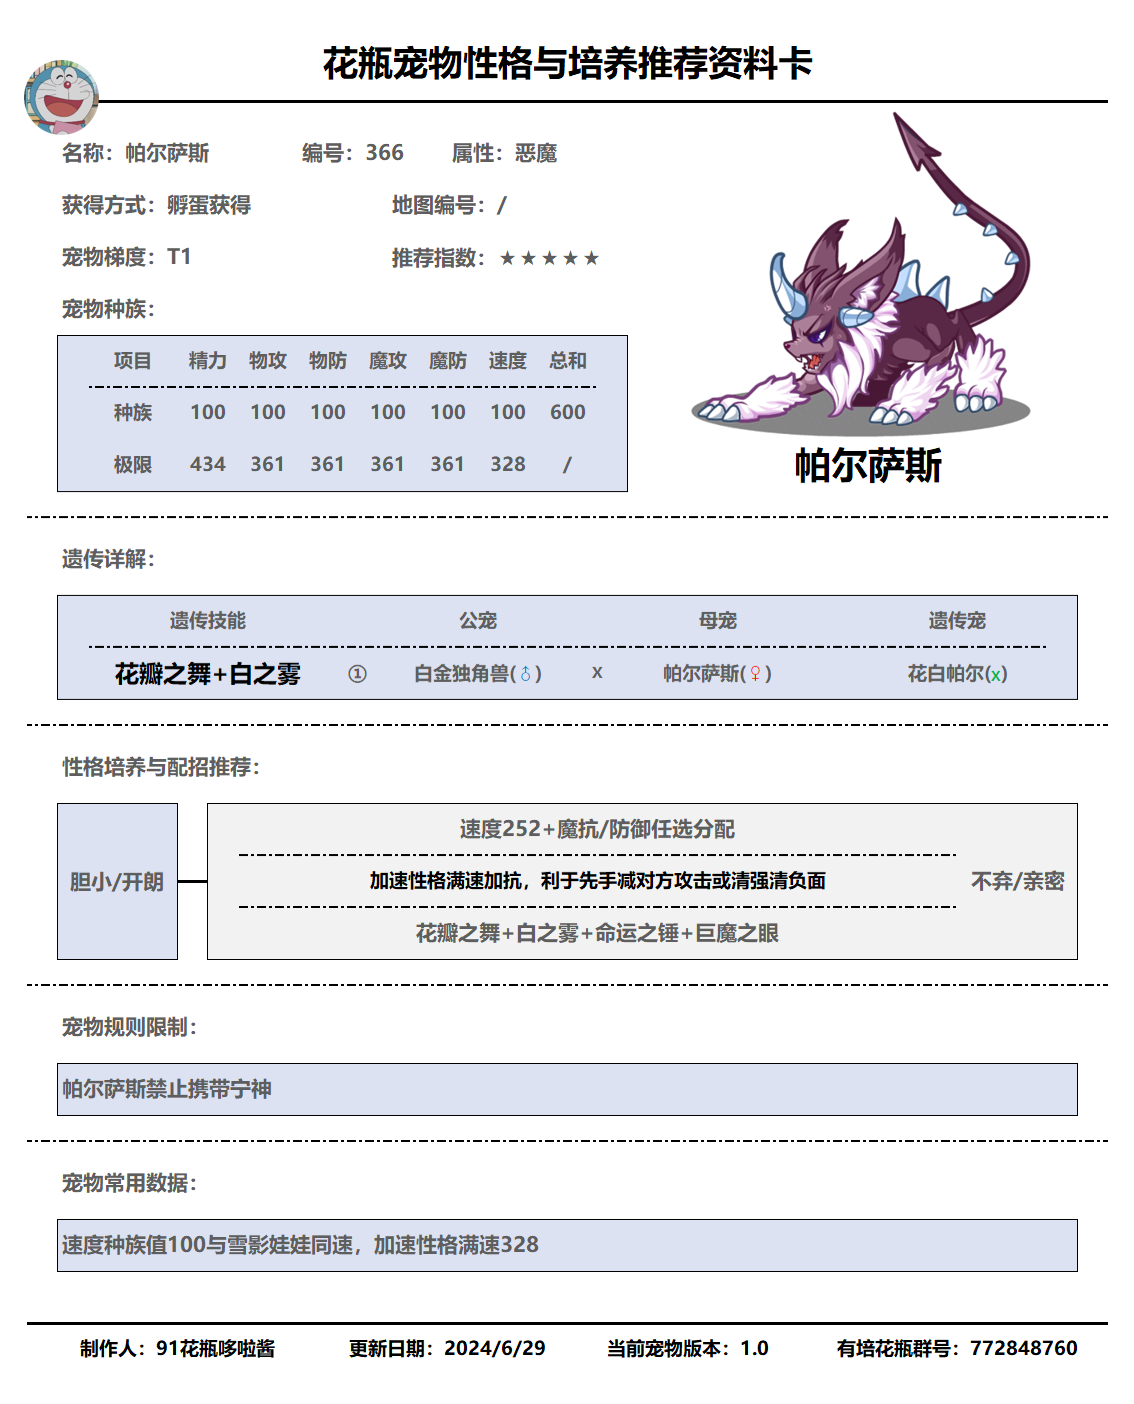 花瓶宠物性格与培养推荐资料卡
名称：帕尔萨斯 编号：366 属性：恶魔
获得方式：孵蛋获得 地图编号：/
宠物梯度：T1 推荐指数：★★★★★
宠物种族：
项目 精力 物攻 物防 魔攻 魔防 速度 总和
种族 100 100 100 100 100 100 600
极限 434 361 361 361 361 328 /
帕尔萨斯
遗传详解：
遗传技能 公宠 母宠 遗传宠
花瓣之舞+白之雾 ① 白金独角兽(♂) x 帕尔萨斯(♀) 花白帕尔(x)
性格培养与配招推荐：
胆小/开朗
速度252+魔抗/防御任选分配
加速性格满速加抗，利于先手减对方攻击或清强清负面
不弃/亲密
花瓣之舞+白之雾+命运之锤+巨魔之眼
宠物规则限制：
帕尔萨斯禁止携带宁神
宠物常用数据：
速度种族值100与雪影娃娃同速，加速性格满速328
制作人：91花瓶哆啦酱 更新日期：2024/6/29 当前宠物版本：1.0 有培花瓶群号：772848760